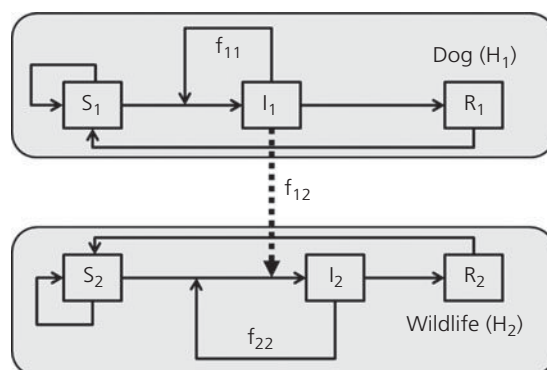 f11
Dog (H1)
S1
I1
R1
f12
S2
I2
R2
f22
Wildlife (H2)